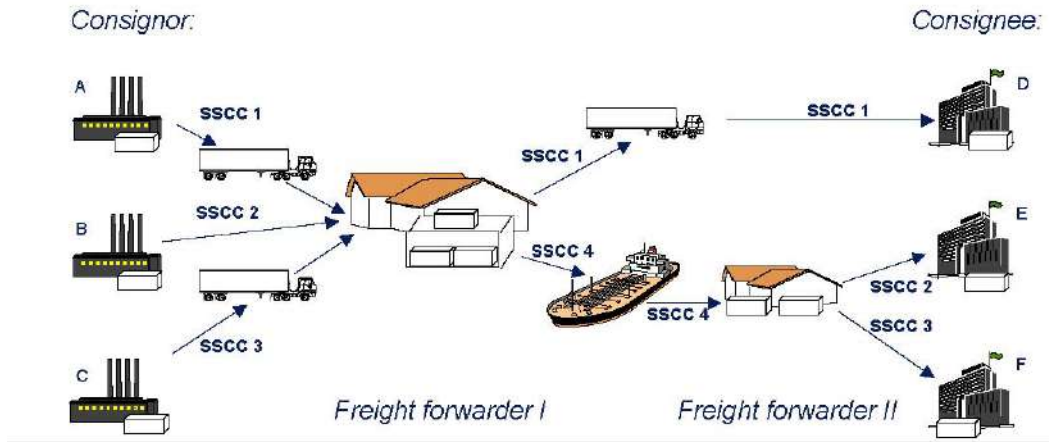 Consignor:
Consignee:
A
D
SSCC 1
SSCC 1
SSCC 1
SSCC 2
B
E
SSCC 4
SSCC 2
SSCC 4
SSCC 3
SSCC 3
C
F
Freight forwarder I
Freight forwarder II